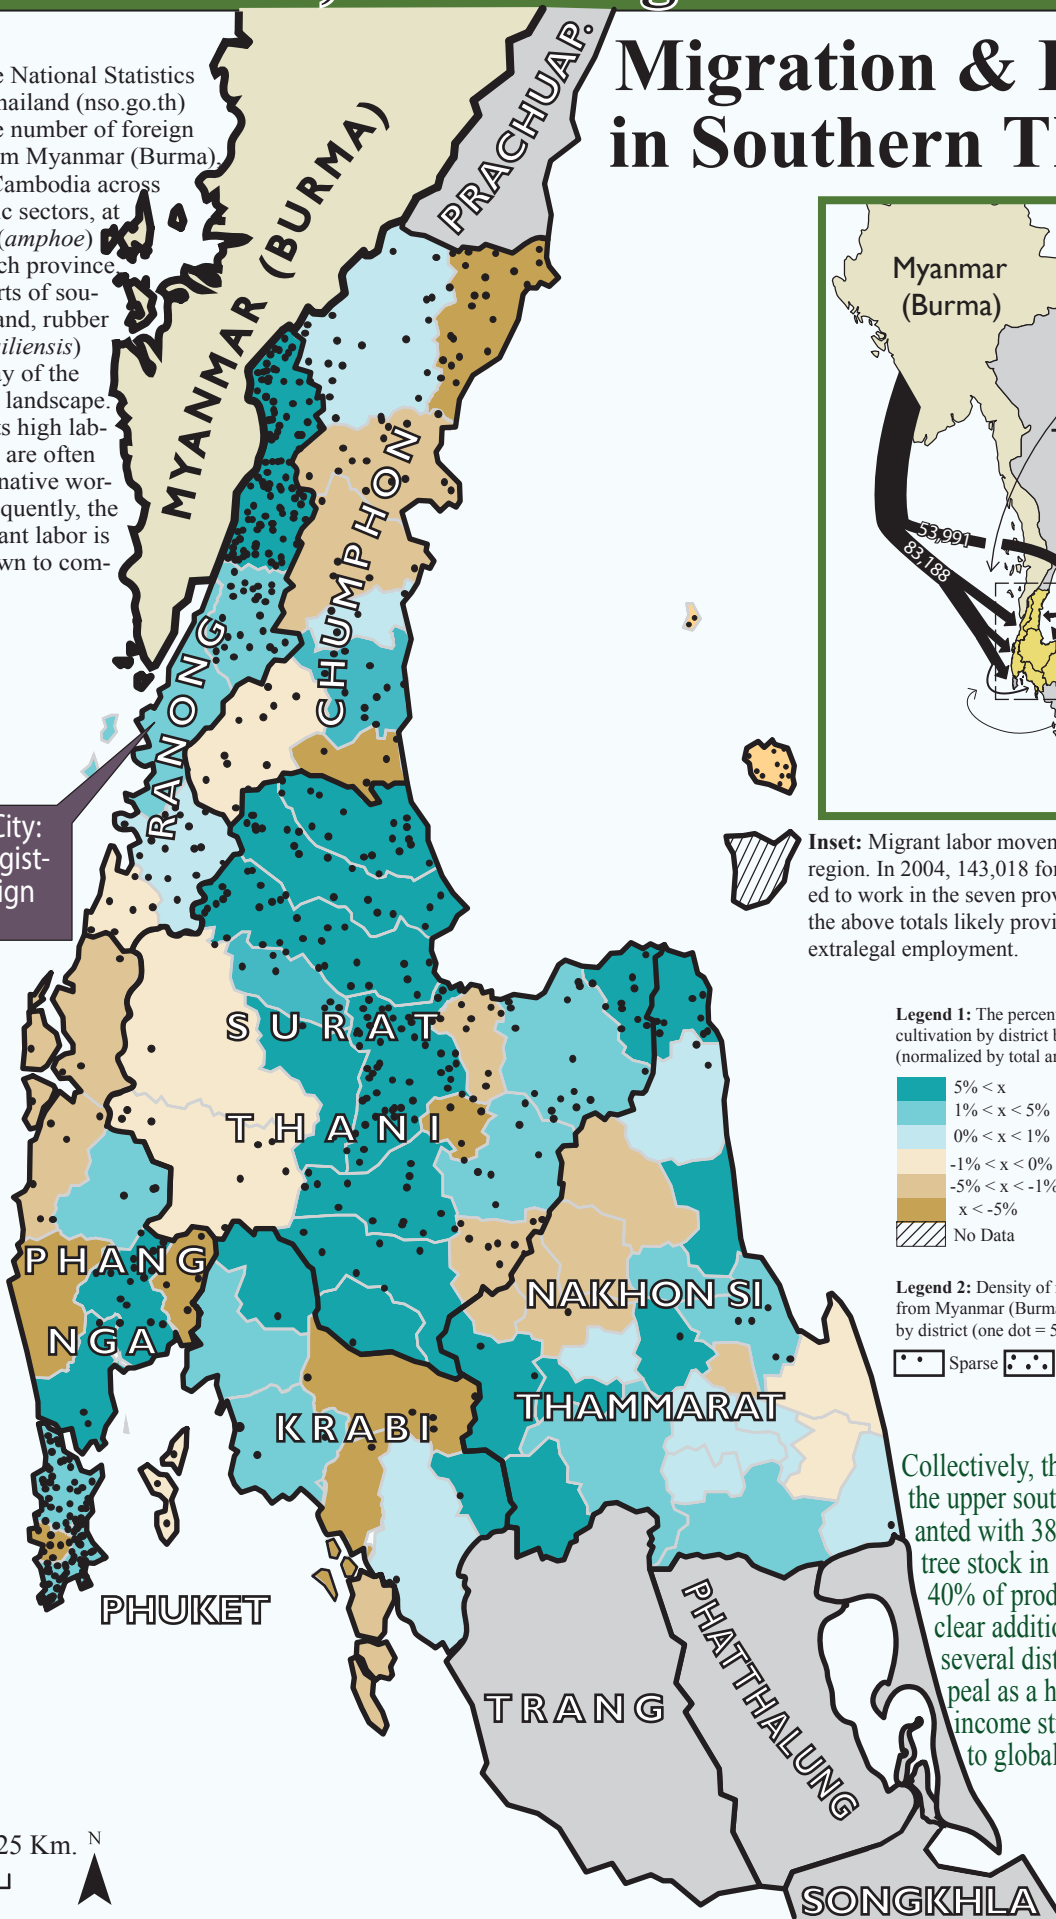 Migration &
in Southern
e National Statistics
hailand (nso.go.th)
e number of foreign
m Myanmar (Burma),
Cambodia across
ic sectors, at
(amphoe)
ch province.
rts of sou-
and, rubber
iliensis)
ay of the
landscape.
ts high lab-
are often
native wor-
quently, the
ant labor is
wn to com-
PRACHUAP.
MYANMAR (BURMA)
CHUMPHON
RANONG
City:
gist-
ign
SURAT
THANI
PHANG
NGA
NAKHON SI
THAMMARAT
KRABI
PHUKET
TRANG
PHATTHALUNG
SONGKHLA
25 Km.
N
Myanmar
(Burma)
53,991
83,188
Inset: Migrant labor movem
region. In 2004, 143,018 for
ed to work in the seven prov
the above totals likely provi
extralegal employment.
Legend 1: The percent
cultivation by district b
(normalized by total ar
5% < x
1% < x < 5%
0% < x < 1%
-1% < x < 0%
-5% < x < -1%
x < -5%
No Data
Legend 2: Density of
from Myanmar (Burma
by district (one dot = 5
Sparse
Collectively, th
the upper sout
anted with 38
tree stock in
40% of prod
clear additio
several dist
peal as a h
income st
to global